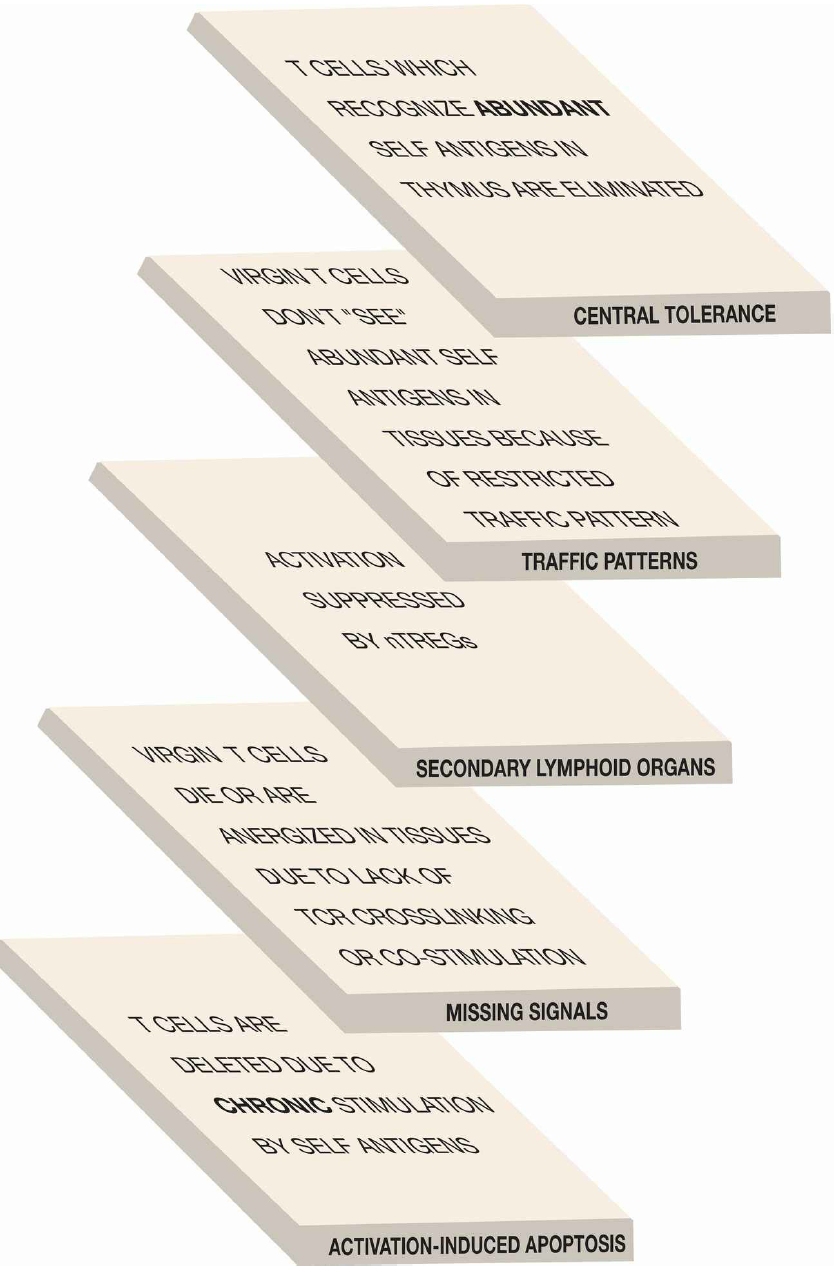 T CELLS WHICH
RECOGNIZE ABUNDANT
SELF ANTIGENS IN
THYMUS ARE ELIMINATED
CENTRAL TOLERANCE
VIRGIN T CELLS
DON'T "SEE"
ABUNDANT SELF
ANTIGENS IN
TISSUES BECAUSE
OF RESTRICTED
TRAFFIC PATTERN
TRAFFIC PATTERNS
ACTIVATION
SUPPRESSED
BY nTREGs
SECONDARY LYMPHOID ORGANS
VIRGIN T CELLS
DIE OR ARE
ANERGIZED IN TISSUES
DUE TO LACK OF
TCR CROSSLINKING
OR CO-STIMULATION
MISSING SIGNALS
T CELLS ARE
DELETED DUE TO
CHRONIC STIMULATION
BY SELF ANTIGENS
ACTIVATION-INDUCED APOPTOSIS